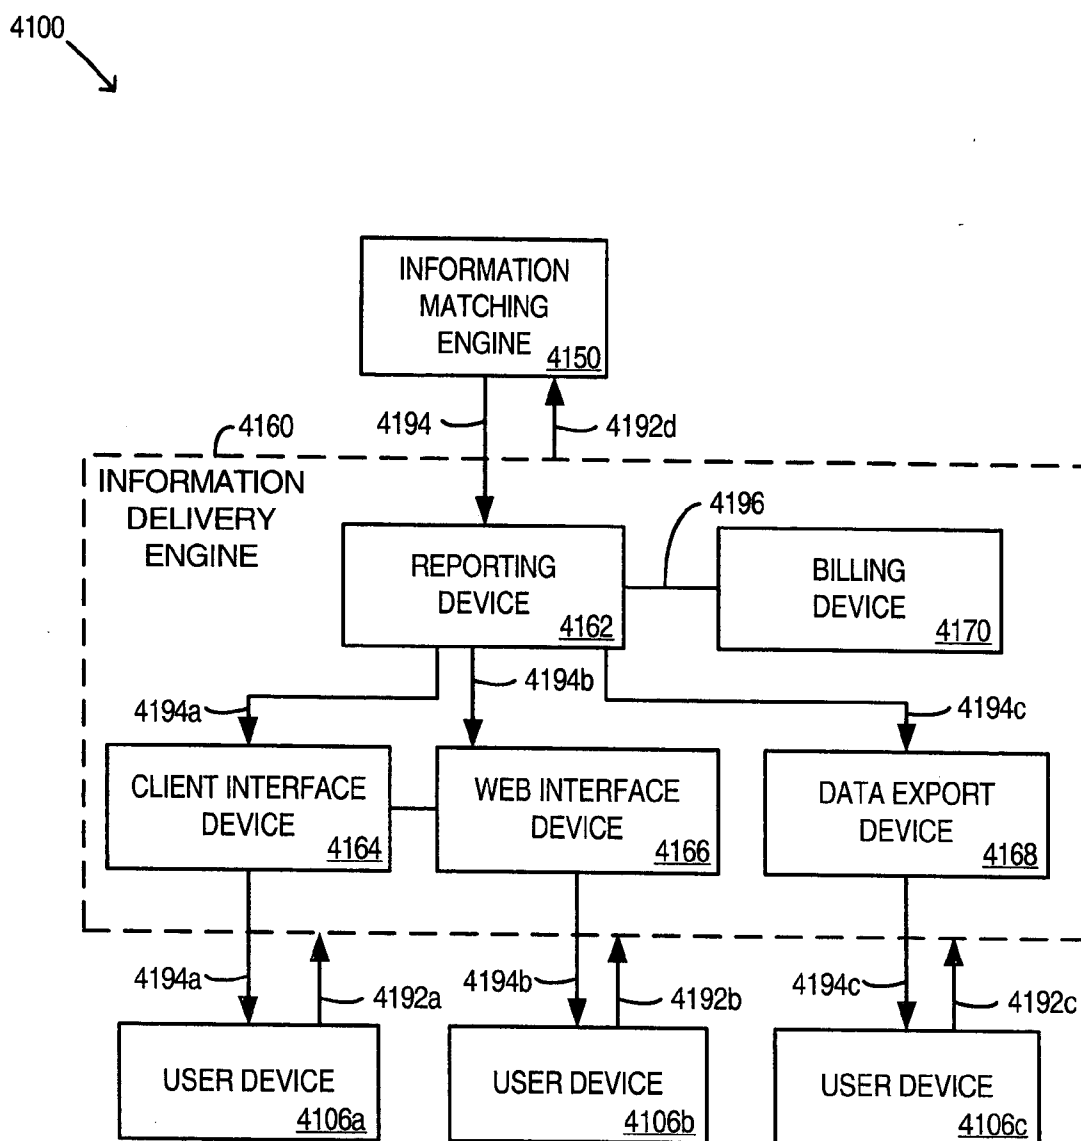 4100
INFORMATION
MATCHING
ENGINE
4150
4160
4194
4192d
INFORMATION
DELIVERY
ENGINE
4196
REPORTING
DEVICE
4162
BILLING
DEVICE
4170
4194a
4194b
4194c
CLIENT INTERFACE
DEVICE
4164
WEB INTERFACE
DEVICE
4166
DATA EXPORT
DEVICE
4168
4194a
4192a
4194b
4192b
4194c
4192c
USER DEVICE
4106a
USER DEVICE
4106b
USER DEVICE
4106c